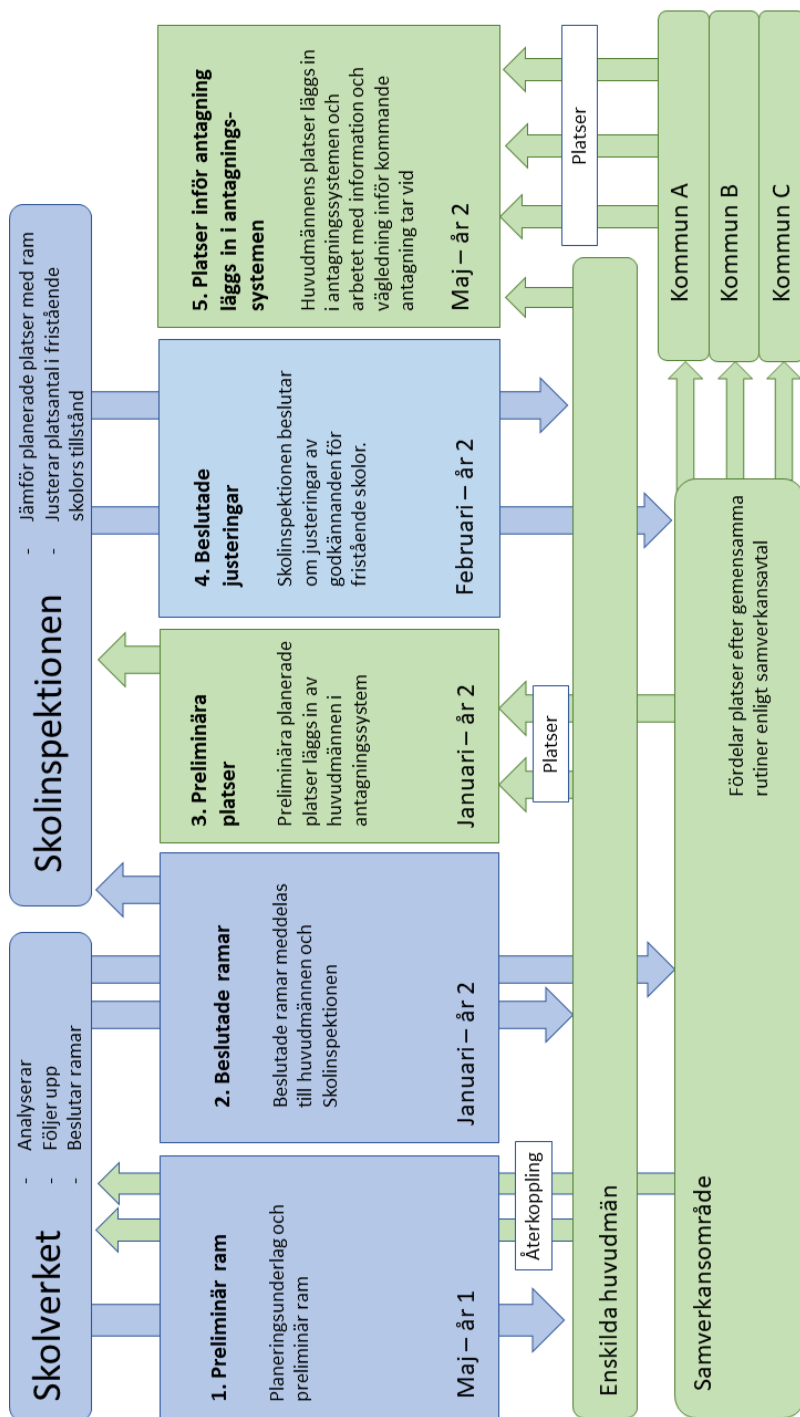 Skolverket
- Analyserar
- Följer upp
- Beslutar ramar
Skolinspektionen
- Jämför planerade platser med ram
- Justerar platsantal i fristående
skolors tillstånd
1. Preliminär ram
Planeringsunderlag och
preliminär ram
Maj – år 1
2. Beslutade ramar
Beslutade ramar meddelas
till huvudmännen och
Skolinspektionen
Januari – år 2
3. Preliminära
platser
Preliminära planerade
platser läggs in av
huvudmännen i
antagningssystem
Januari – år 2
4. Beslutade
justeringar
Skolinspektionen beslutar
om justeringar av
godkännanden för
fristående skolor.
Februari – år 2
5. Platser inför antagning
läggs in i antagnings-
systemen
Huvudmännens platser läggs in
i antagningssystemen och
arbetet med information och
vägledning inför kommande
antagning tar vid
Maj – år 2
Återkoppling
Platser
Platser
Enskilda huvudmän
Samverkansområde
Fördelar platser efter gemensamma
rutiner enligt samverkansavtal
Kommun A
Kommun B
Kommun C